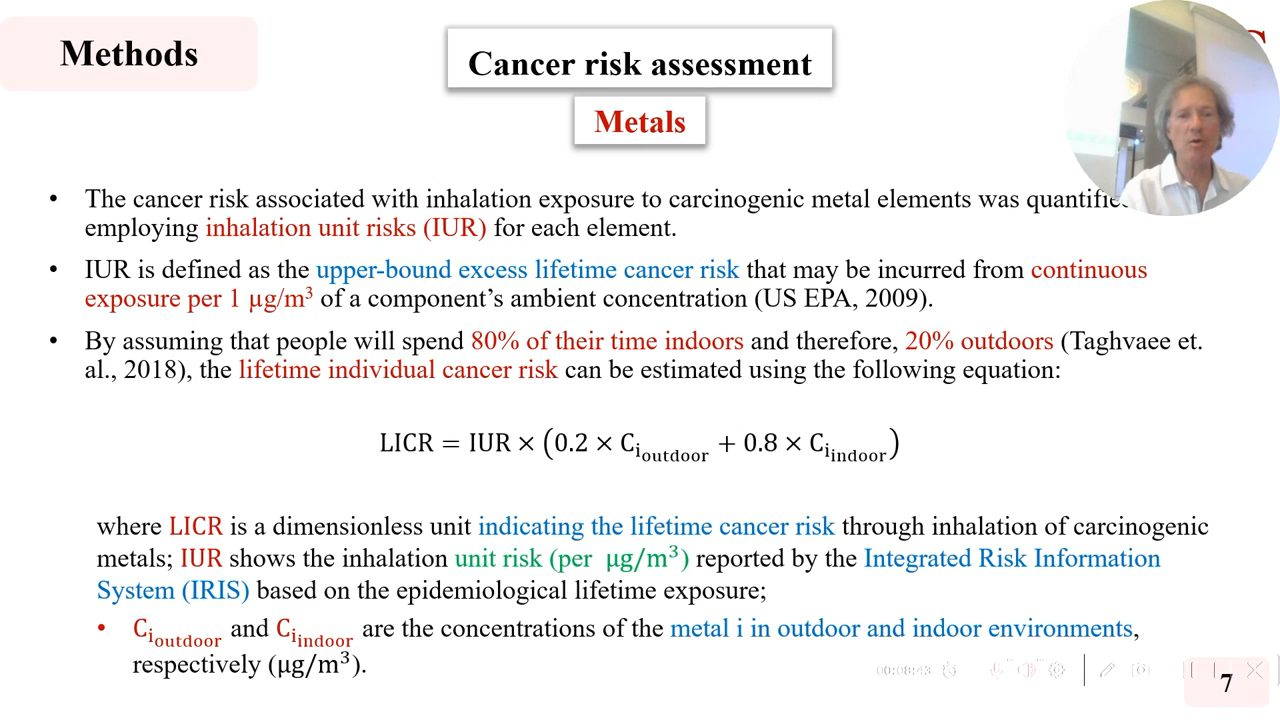 Methods
Cancer risk assessment
Metals
• The cancer risk associated with inhalation exposure to carcinogenic metal elements was
employing inhalation unit risks (IUR) for each element.
• IUR is defined as the upper-bound excess lifetime cancer risk that may be incurred from continuous
exposure per 1 µg/m³ of a component’s ambient concentration (US EPA, 2009).
• By assuming that people will spend 80% of their time indoors and therefore, 20% outdoors (Taghvaee et.
al., 2018), the lifetime individual cancer risk can be estimated using the following equation:
LICR = IUR × (0.2 × C_i_outdoor + 0.8 × C_i_indoor)
where LICR is a dimensionless unit indicating the lifetime cancer risk through inhalation of carcinogenic
metals; IUR shows the inhalation unit risk (per µg/m³) reported by the Integrated Risk Information
System (IRIS) based on the epidemiological lifetime exposure;
• C_i_outdoor and C_i_indoor are the concentrations of the metal i in outdoor and indoor environments,
respectively (µg/m³).
00:08:43
7